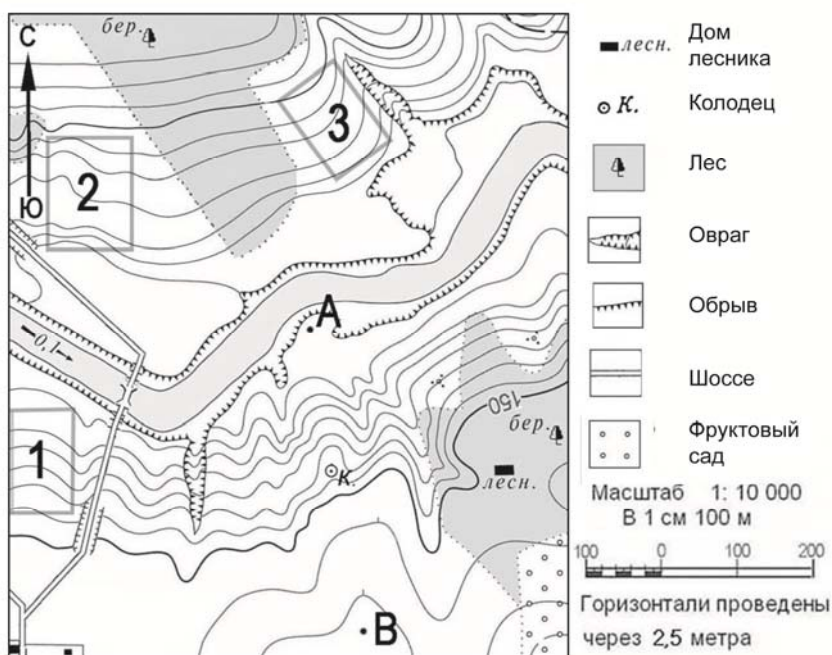 бер.
С
Ю
3
2
А
0,1
150
бер.
1
К.
лесн.
В
лесн.
Дом
лесника
К.
Колодец
Лес
Овраг
Обрыв
Шоссе
Фруктовый
сад
Масштаб 1: 10 000
В 1 см 100 м
100 0 100 200
Горизонтали проведены
через 2,5 метра